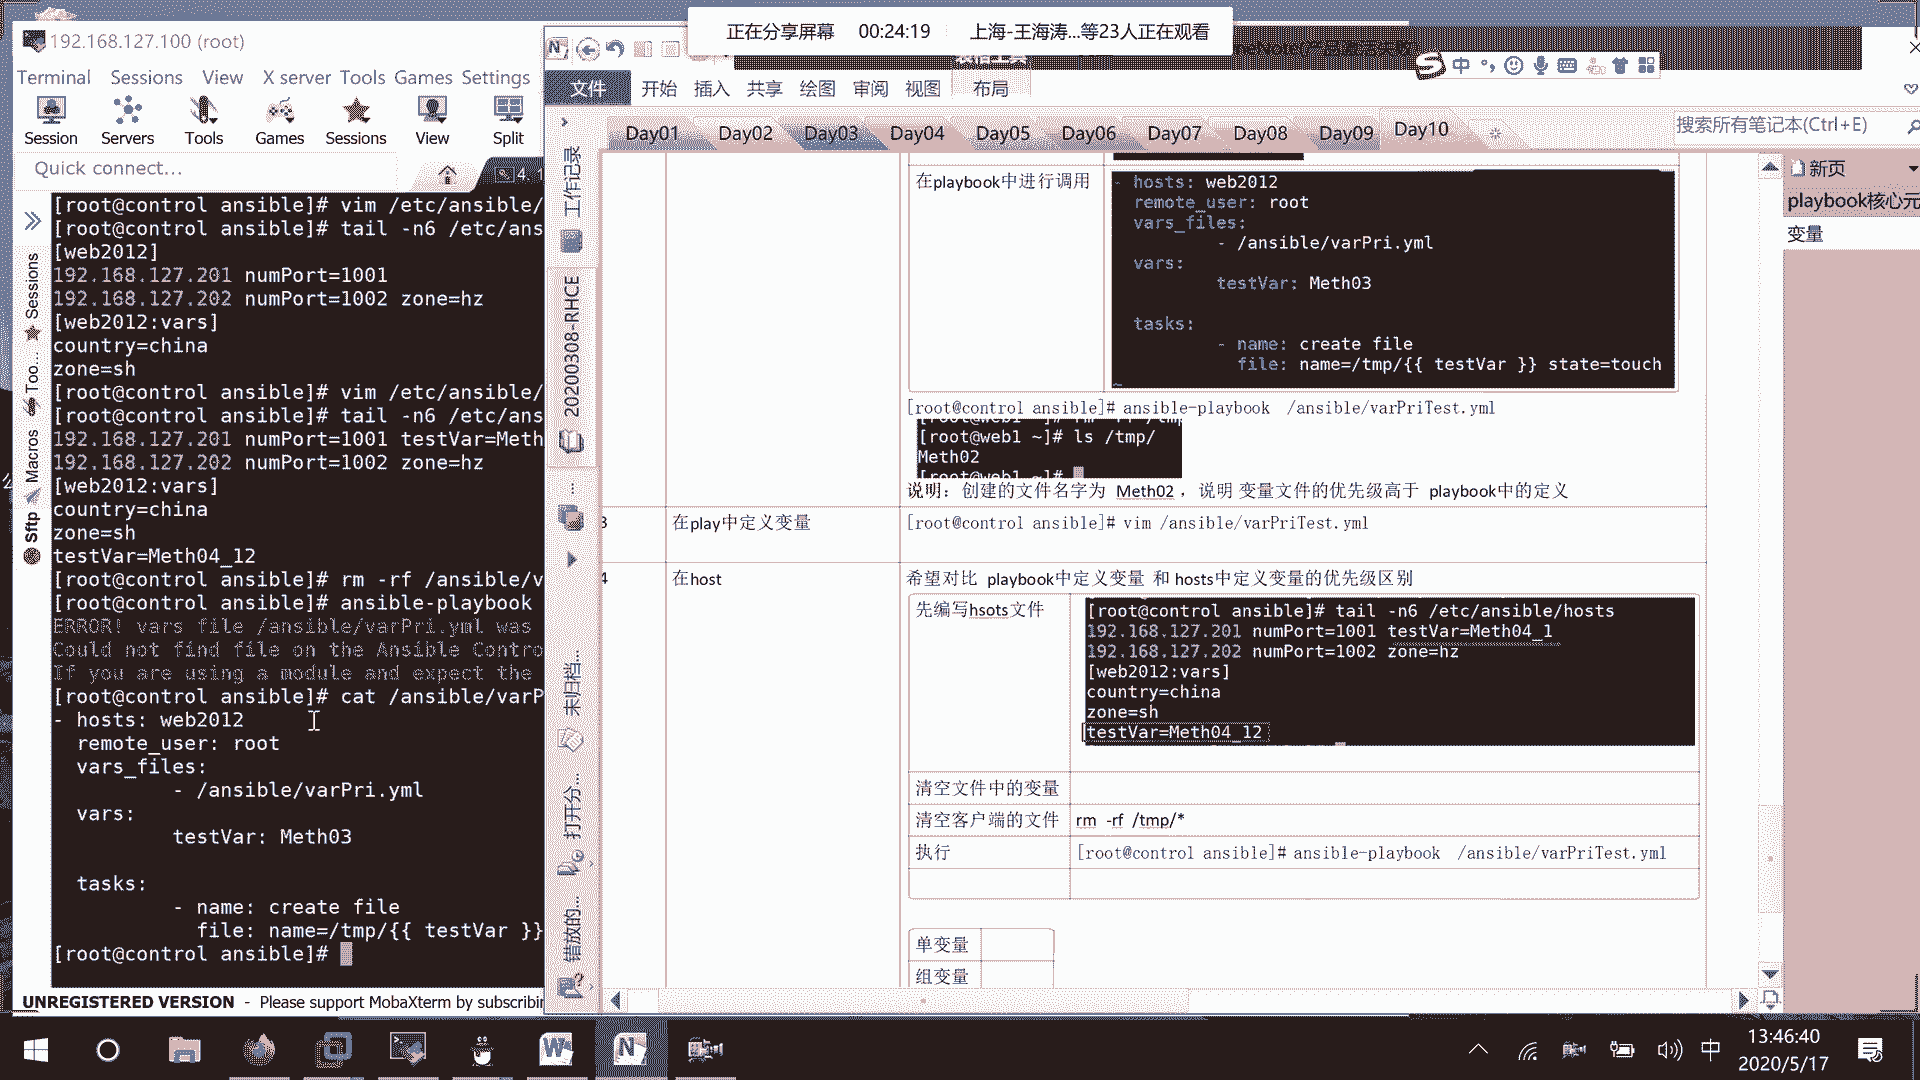 正在分享屏幕 00:24:19 上海-王海涛...等23人正在观看
192.168.127.100 (root)
Terminal Sessions View X server Tools Games Settings
Session Servers Tools Games Sessions View Split
Quick connect...
Sessions
Too...
Macros
Sftp
[root@control ansible]# vim /etc/ansible/
[root@control ansible]# tail -n6 /etc/ans
[web2012]
192.168.127.201 numPort=1001
192.168.127.202 numPort=1002 zone=hz
[web2012:vars]
country=china
zone=sh
[root@control ansible]# vim /etc/ansible/
[root@control ansible]# tail -n6 /etc/ans
192.168.127.201 numPort=1001 testVar=Meth
192.168.127.202 numPort=1002 zone=hz
[web2012:vars]
country=china
zone=sh
testVar=Meth04_12
[root@control ansible]# rm -rf /ansible/v
[root@control ansible]# ansible-playbook
ERROR! vars file /ansible/varPri.yml was
Could not find file on the Ansible Contro
If you are using a module and expect the
[root@control ansible]# cat /ansible/varP
- hosts: web2012
remote_user: root
vars_files:
- /ansible/varPri.yml
vars:
testVar: Meth03
tasks:
- name: create file
file: name=/tmp/{{ testVar }}
[root@control ansible]#
UNREGISTERED VERSION - Please support MobaXterm by subscribin
文件 开始 插入 共享 绘图 审阅 视图 布局
中
Day01 Day02 Day03 Day04 Day05 Day06 Day07 Day08 Day09 Day10
搜索所有笔记本(Ctrl+E)
工作记录
20200308-RHCE
未归档...
打开分...
错放的...
新页
playbook核心元
变量
在playbook中进行调用
- hosts: web2012
remote_user: root
vars_files:
- /ansible/varPri.yml
vars:
testVar: Meth03
tasks:
- name: create file
file: name=/tmp/{{ testVar }} state=touch
[root@control ansible]# ansible-playbook /ansible/varPriTest.yml
[root@web1 ~]# ls /tmp/
Meth02
[root@web1 ~]#
说明：创建的文件名字为 Meth02 ，说明 变量文件的优先级高于 playbook中的定义
3 在play中定义变量 [root@control ansible]# vim /ansible/varPriTest.yml
4 在host 希望对比 playbook中定义变量 和 hosts中定义变量的优先级区别
先编写hsots文件
[root@control ansible]# tail -n6 /etc/ansible/hosts
192.168.127.201 numPort=1001 testVar=Meth04_1
192.168.127.202 numPort=1002 zone=hz
[web2012:vars]
country=china
zone=sh
testVar=Meth04_12
清空文件中的变量
清空客户端的文件 rm -rf /tmp/*
执行 [root@control ansible]# ansible-playbook /ansible/varPriTest.yml
单变量
组变量
中
13:46:40
2020/5/17